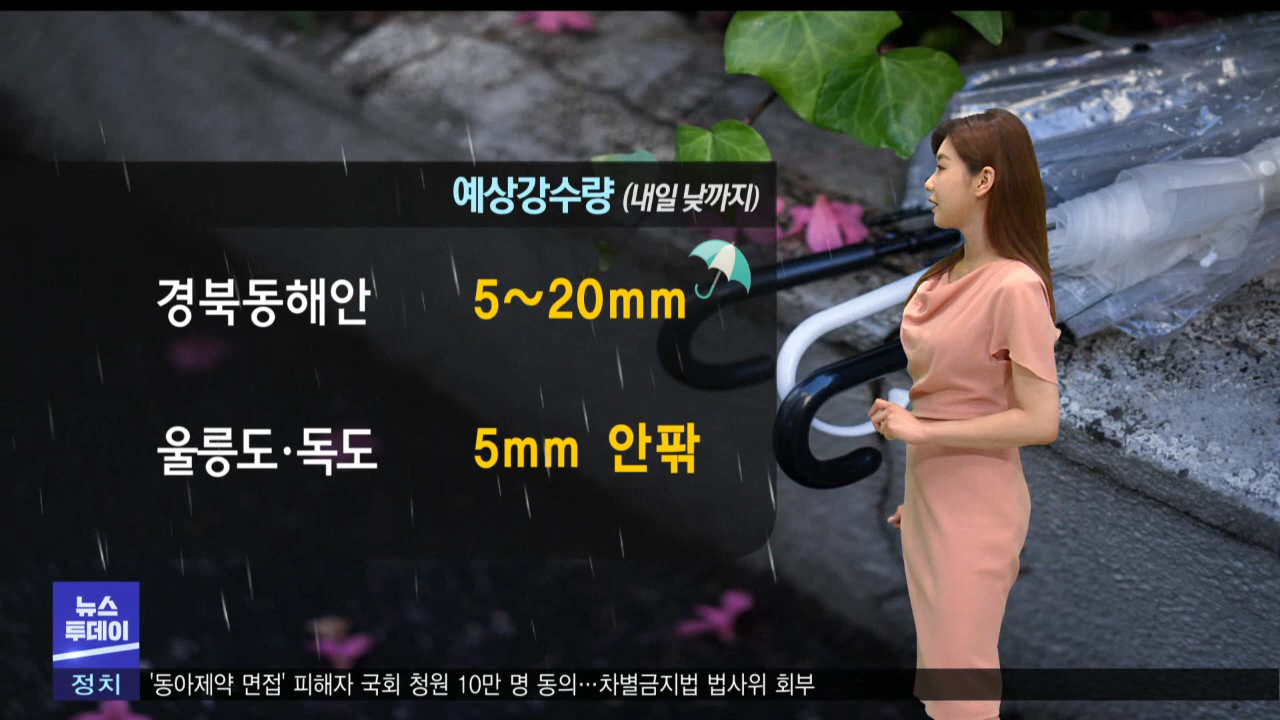 예상강수량 (내일 낮까지)
경북동해안 5~20mm
울릉도·독도 5mm 안팎
뉴스
투데이
정치 '동아제약 면접' 피해자 국회 청원 10만 명 동의…차별금지법 법사위 회부